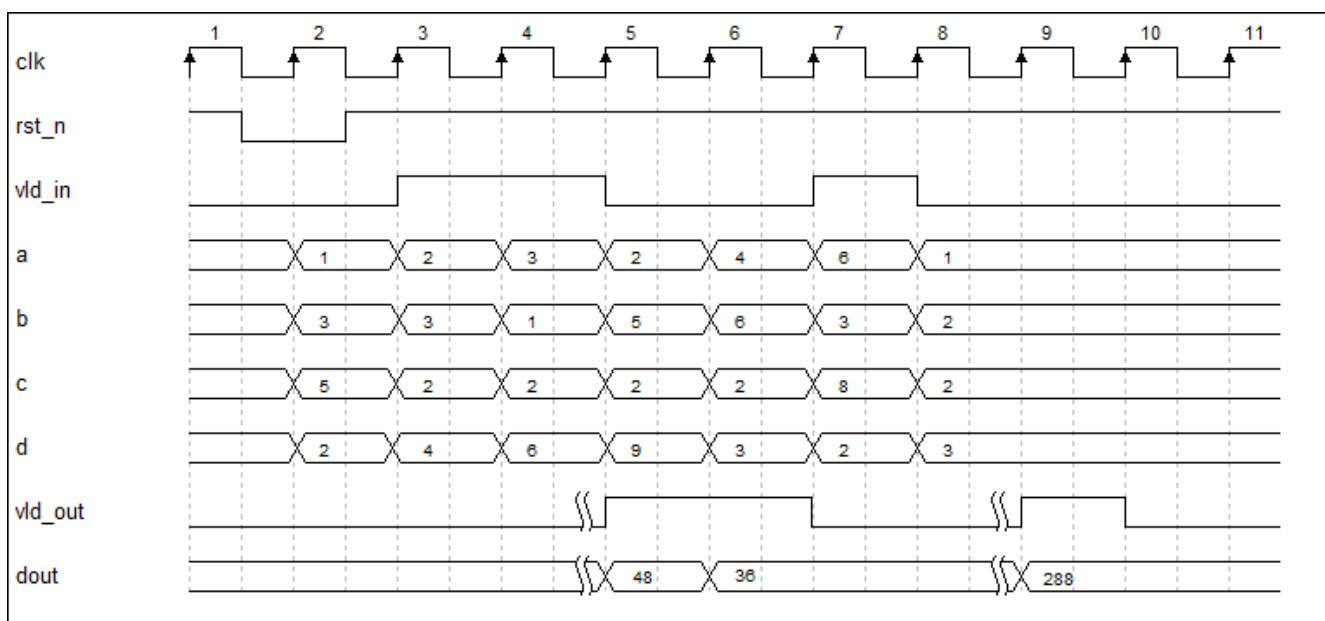 1 2 3 4 5 6 7 8 9 10 11
clk
rst_n
vld_in
a 1 2 3 2 4 6 1
b 3 3 1 5 6 3 2
c 5 2 2 2 2 8 2
d 2 4 6 9 3 2 3
vld_out
dout 48 36 288